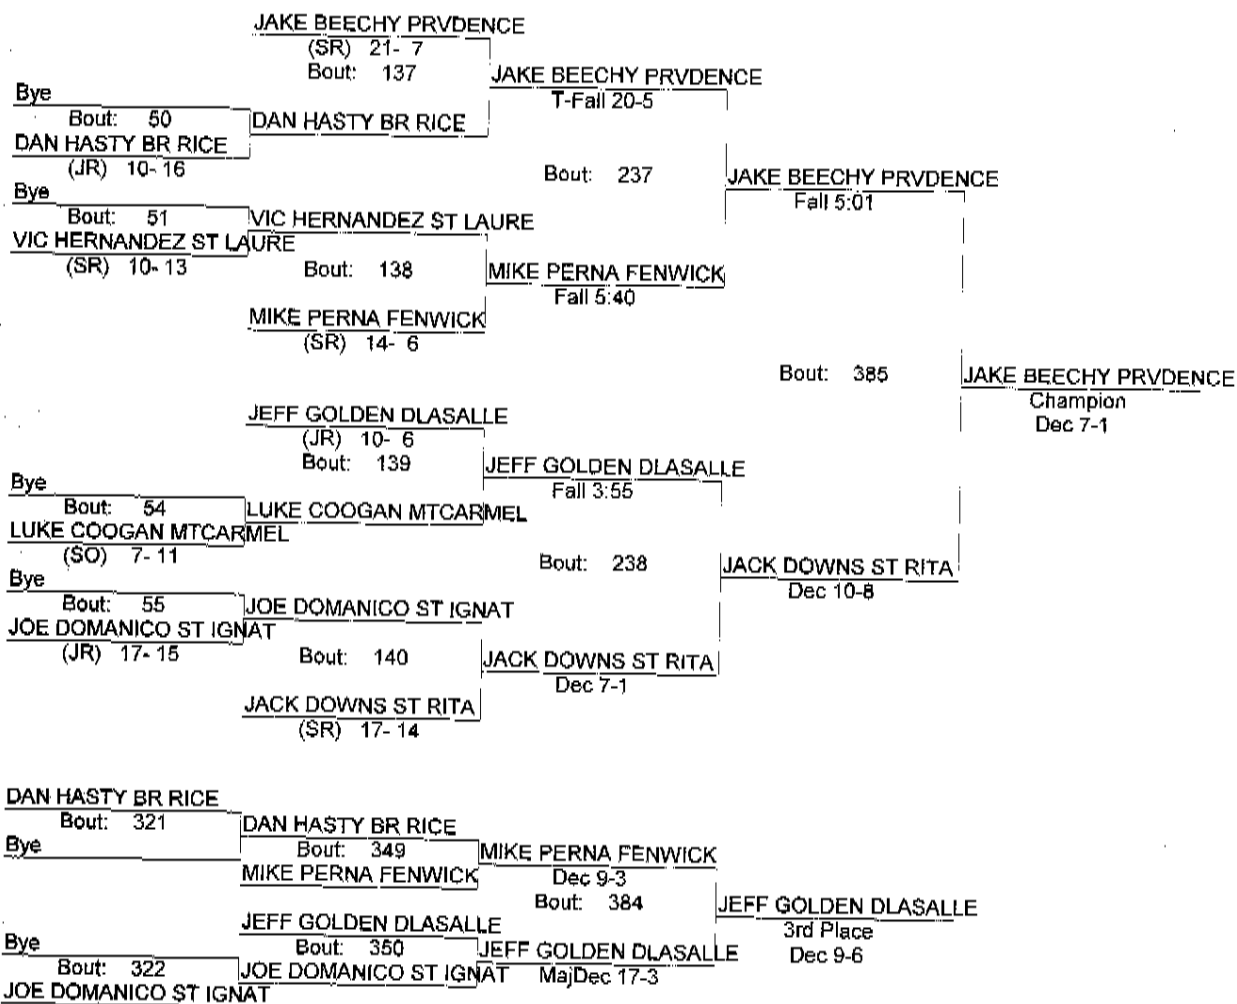 JAKE BEECHY PRVDENCE
(SR) 21- 7
Bout: 137
JAKE BEECHY PRVDENCE
T-Fall 20-5
Bye
Bout: 50
DAN HASTY BR RICE
DAN HASTY BR RICE
(JR) 10- 16
Bout: 237
JAKE BEECHY PRVDENCE
Fall 5:01
Bye
Bout: 51
VIC HERNANDEZ ST LAURE
VIC HERNANDEZ ST LAURE
(SR) 10- 13
Bout: 138
MIKE PERNA FENWICK
Fall 5:40
MIKE PERNA FENWICK
(SR) 14- 6
Bout: 385
JAKE BEECHY PRVDENCE
Champion
Dec 7-1
JEFF GOLDEN DLASALLE
(JR) 10- 6
Bout: 139
JEFF GOLDEN DLASALLE
Fall 3:55
Bye
Bout: 54
LUKE COOGAN MTCARMEL
LUKE COOGAN MTCARMEL
(SO) 7- 11
Bout: 238
JACK DOWNS ST RITA
Dec 10-8
Bye
Bout: 55
JOE DOMANICO ST IGNAT
JOE DOMANICO ST IGNAT
(JR) 17- 15
Bout: 140
JACK DOWNS ST RITA
Dec 7-1
JACK DOWNS ST RITA
(SR) 17- 14
DAN HASTY BR RICE
Bout: 321
DAN HASTY BR RICE
Bye
Bout: 349
MIKE PERNA FENWICK
MIKE PERNA FENWICK
Dec 9-3
Bout: 384
JEFF GOLDEN DLASALLE
3rd Place
Dec 9-6
JEFF GOLDEN DLASALLE
Bye
Bout: 350
JEFF GOLDEN DLASALLE
Bout: 322
JOE DOMANICO ST IGNAT
MajDec 17-3
JOE DOMANICO ST IGNAT